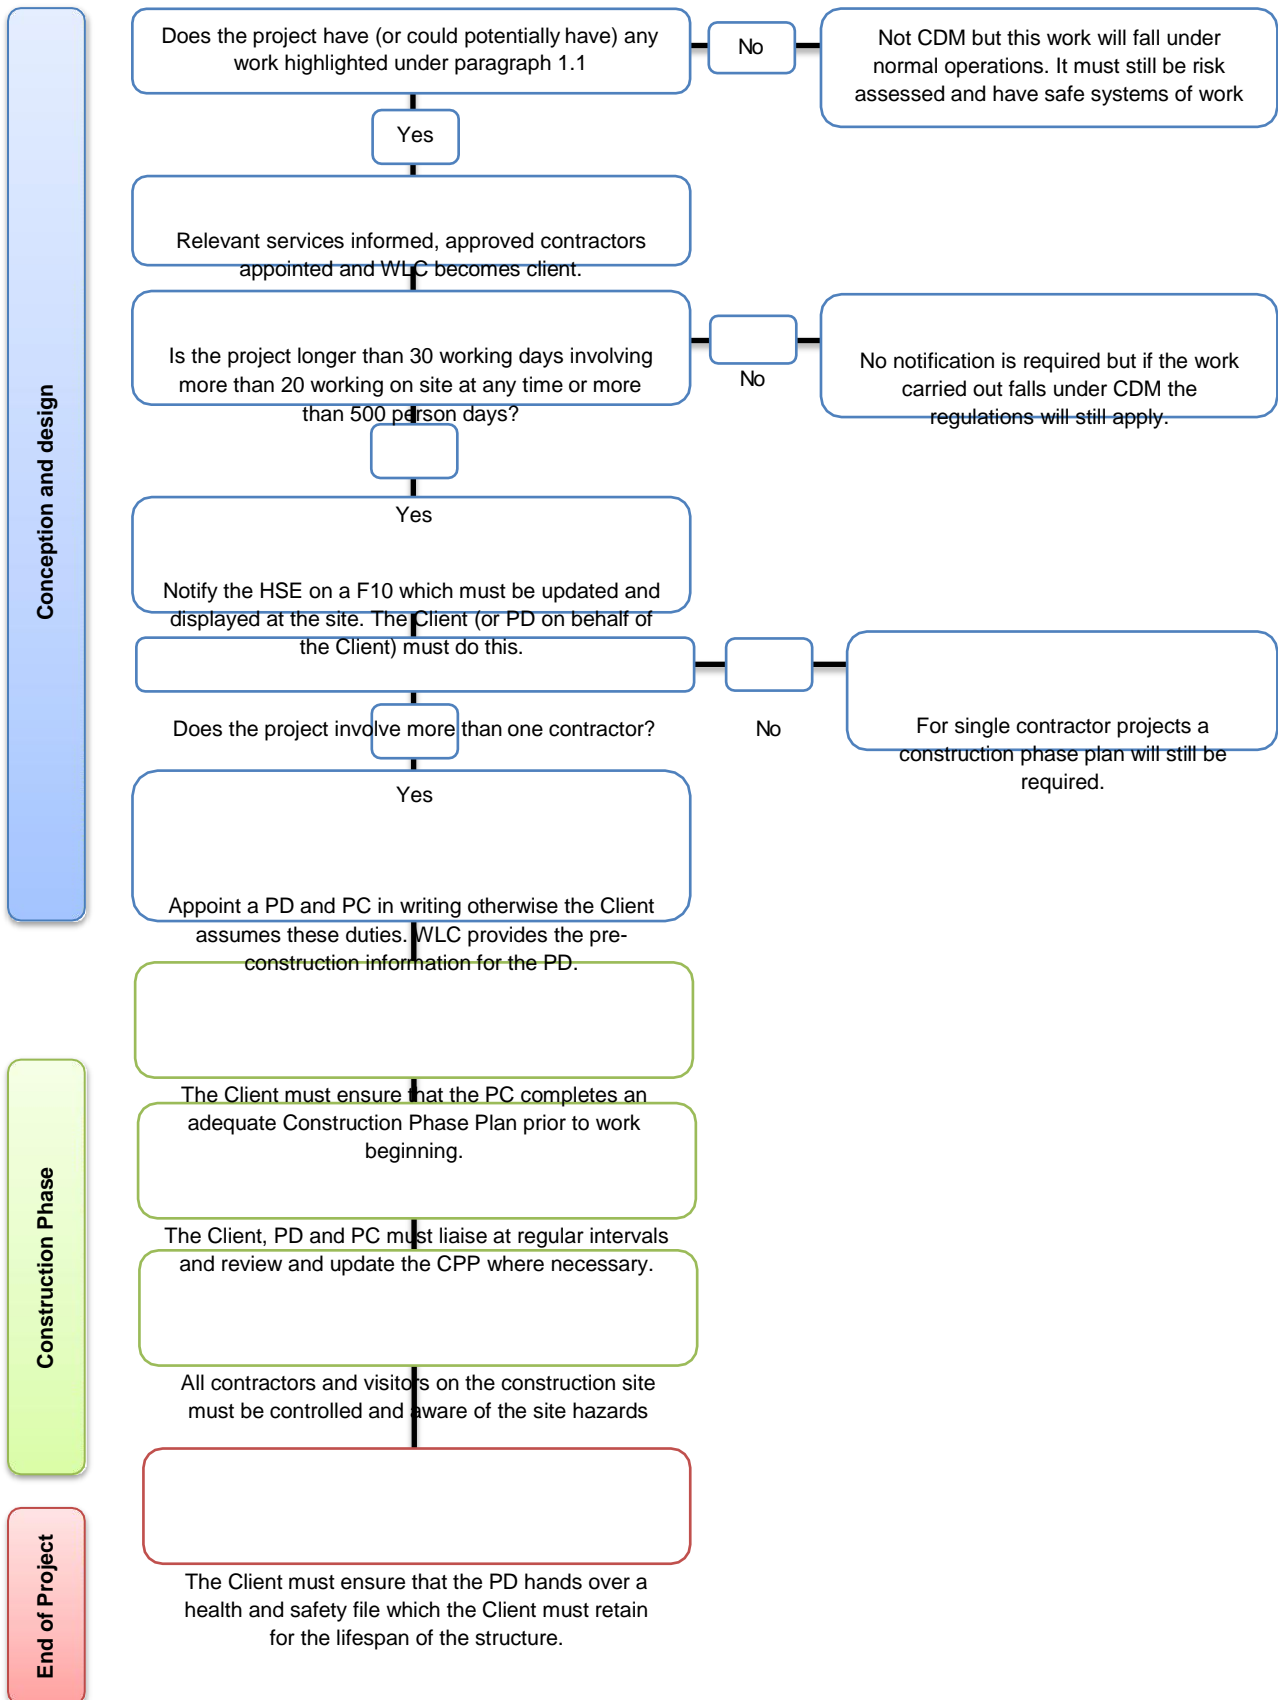 Does the project have (or could potentially have) any
work highlighted under paragraph 1.1
No
Not CDM but this work will fall under
normal operations. It must still be risk
assessed and have safe systems of work
Yes
Relevant services informed, approved contractors
appointed and WLC becomes client.
Is the project longer than 30 working days involving
more than 20 working on site at any time or more
than 500 person days?
No
No notification is required but if the work
carried out falls under CDM the
regulations will still apply.
Conception and design
Yes
Notify the HSE on a F10 which must be updated and
displayed at the site. The Client (or PD on behalf of
the Client) must do this.
Does the project involve more than one contractor?
No
For single contractor projects a
construction phase plan will still be
required.
Yes
Appoint a PD and PC in writing otherwise the Client
assumes these duties. WLC provides the pre-
construction information for the PD.
The Client must ensure that the PC completes an
adequate Construction Phase Plan prior to work
beginning.
Construction Phase
The Client, PD and PC must liaise at regular intervals
and review and update the CPP where necessary.
All contractors and visitors on the construction site
must be controlled and aware of the site hazards
End of Project
The Client must ensure that the PD hands over a
health and safety file which the Client must retain
for the lifespan of the structure.